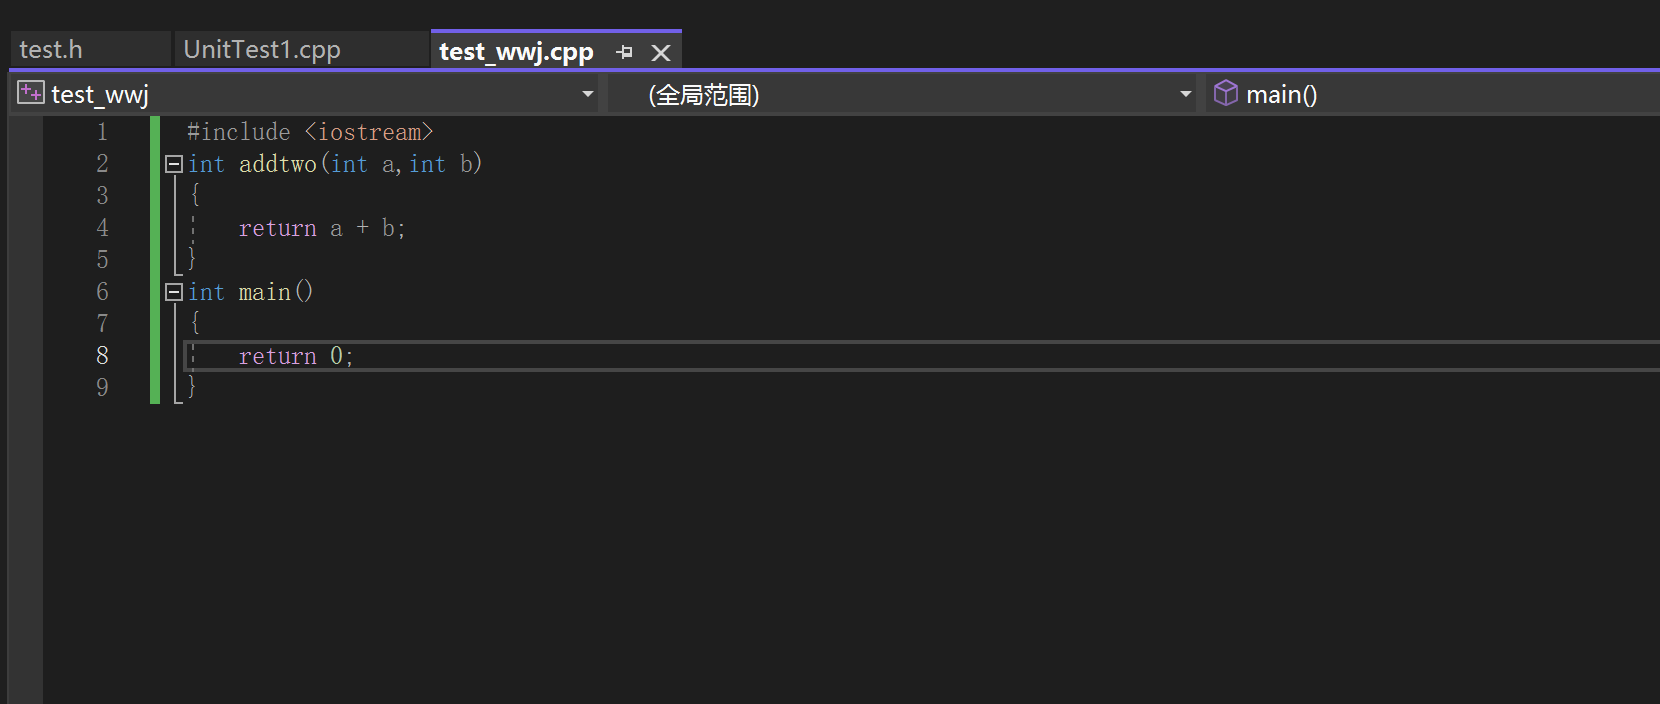 test.h UnitTest1.cpp test_wwj.cpp
test_wwj (全局范围) main()
1 #include <iostream>
2 int addtwo(int a,int b)
3 {
4 return a + b;
5 }
6 int main()
7 {
8 return 0;
9 }